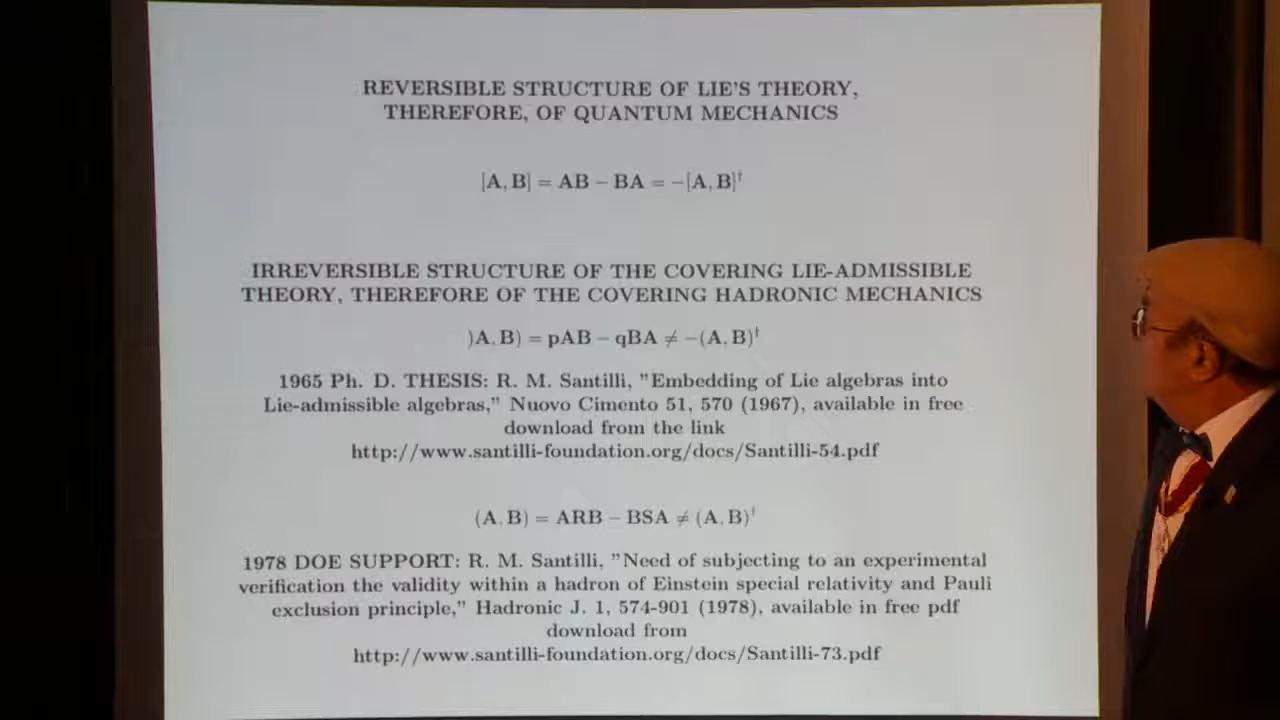 REVERSIBLE STRUCTURE OF LIE'S THEORY,
THEREFORE, OF QUANTUM MECHANICS
[A, B] = AB − BA = −[A, B]†
IRREVERSIBLE STRUCTURE OF THE COVERING LIE-ADMISSIBLE
THEORY, THEREFORE OF THE COVERING HADRONIC MECHANICS
)A, B) = pAB − qBA ≠ −(A, B)†
1965 Ph. D. THESIS: R. M. Santilli, "Embedding of Lie algebras into
Lie-admissible algebras," Nuovo Cimento 51, 570 (1967), available in free
download from the link
http://www.santilli-foundation.org/docs/Santilli-54.pdf
(A, B) = ARB − BSA ≠ (A, B)†
1978 DOE SUPPORT: R. M. Santilli, "Need of subjecting to an experimental
verification the validity within a hadron of Einstein special relativity and Pauli
exclusion principle," Hadronic J. 1, 574-901 (1978), available in free pdf
download from
http://www.santilli-foundation.org/docs/Santilli-73.pdf